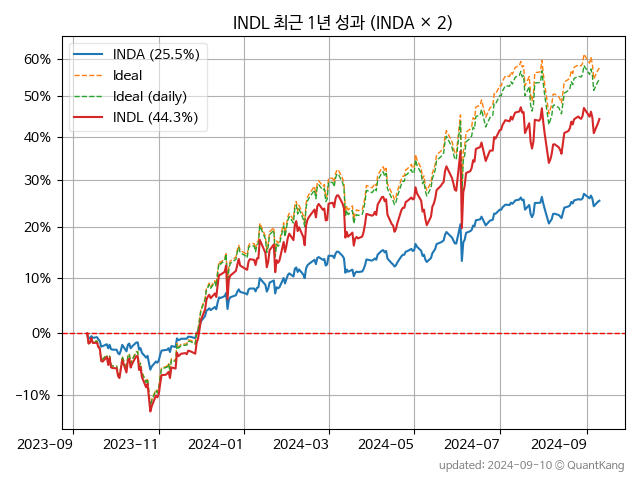 INDL 최근 1년 성과 (INDA × 2)
INDA (25.5%)
Ideal
Ideal (daily)
INDL (44.3%)
60%
50%
40%
30%
20%
10%
0%
−10%
2023−09
2023−11
2024−01
2024−03
2024−05
2024−07
2024−09
updated: 2024−09−10 © QuantKang